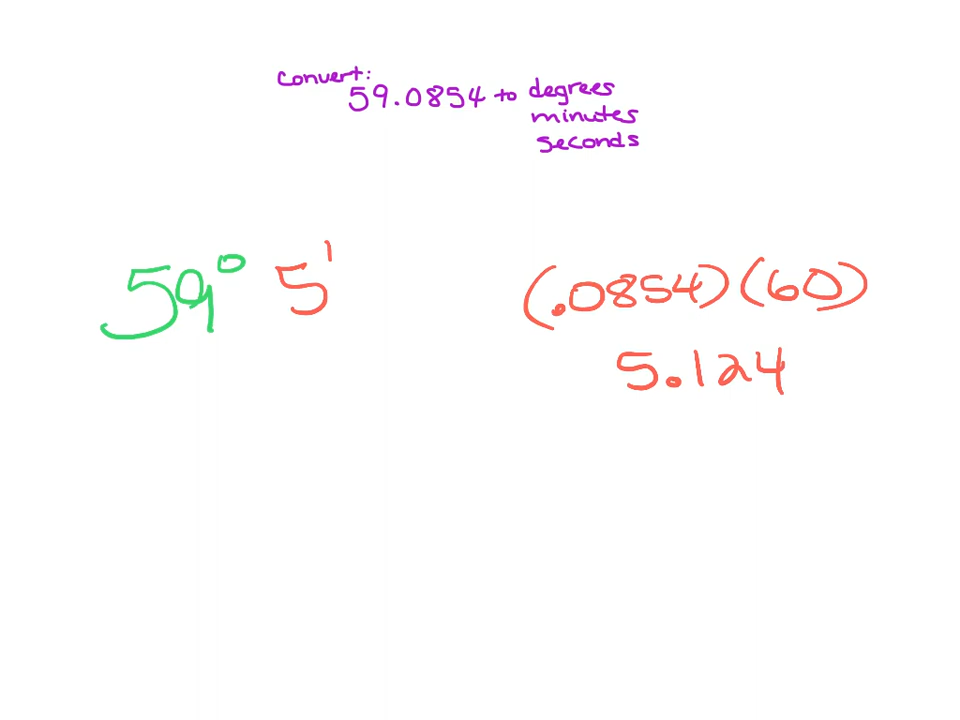 Convert:
59.0854 to degrees
minutes
seconds
59° 5' (.0854)(60)
5.124